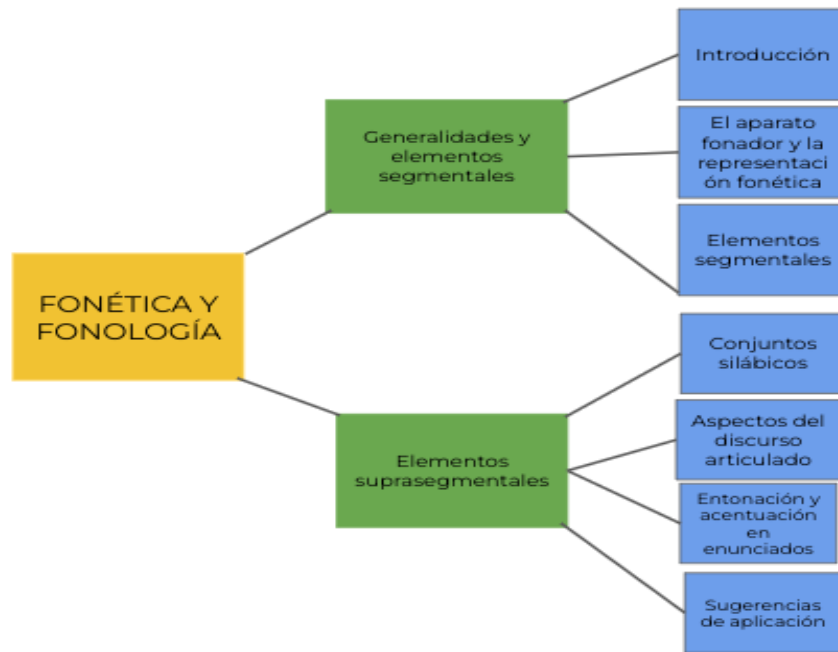 FONÉTICA Y
FONOLOGÍA
Generalidades y
elementos
segmentales
Introducción
El aparato
fonador y la
representaci
ón fonética
Elementos
segmentales
Elementos
suprasegmentales
Conjuntos
silábicos
Aspectos del
discurso
articulado
Entonación y
acentuación
en
enunciados
Sugerencias
de aplicación